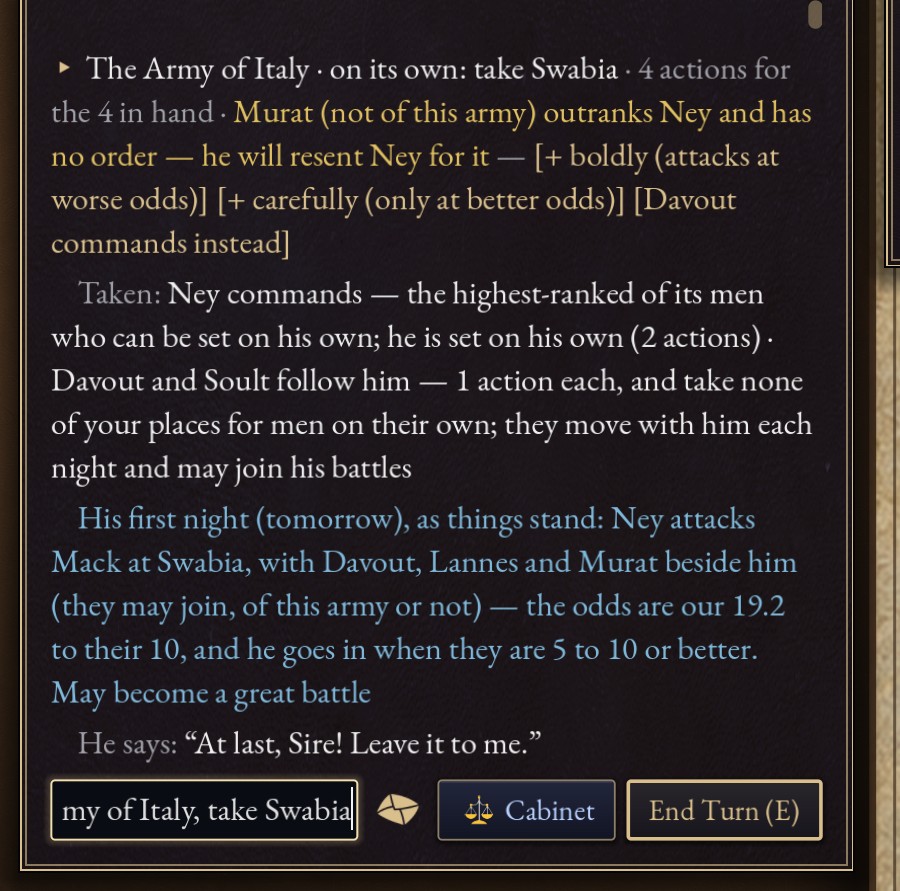 ▸ The Army of Italy · on its own: take Swabia · 4 actions for
the 4 in hand · Murat (not of this army) outranks Ney and has
no order — he will resent Ney for it — [+ boldly (attacks at
worse odds)] [+ carefully (only at better odds)] [Davout
commands instead]
Taken: Ney commands — the highest-ranked of its men
who can be set on his own; he is set on his own (2 actions) ·
Davout and Soult follow him — 1 action each, and take none
of your places for men on their own; they move with him each
night and may join his battles
His first night (tomorrow), as things stand: Ney attacks
Mack at Swabia, with Davout, Lannes and Murat beside him
(they may join, of this army or not) — the odds are our 19.2
to their 10, and he goes in when they are 5 to 10 or better.
May become a great battle
He says: “At last, Sire! Leave it to me.”
my of Italy, take Swabia
Cabinet
End Turn (E)